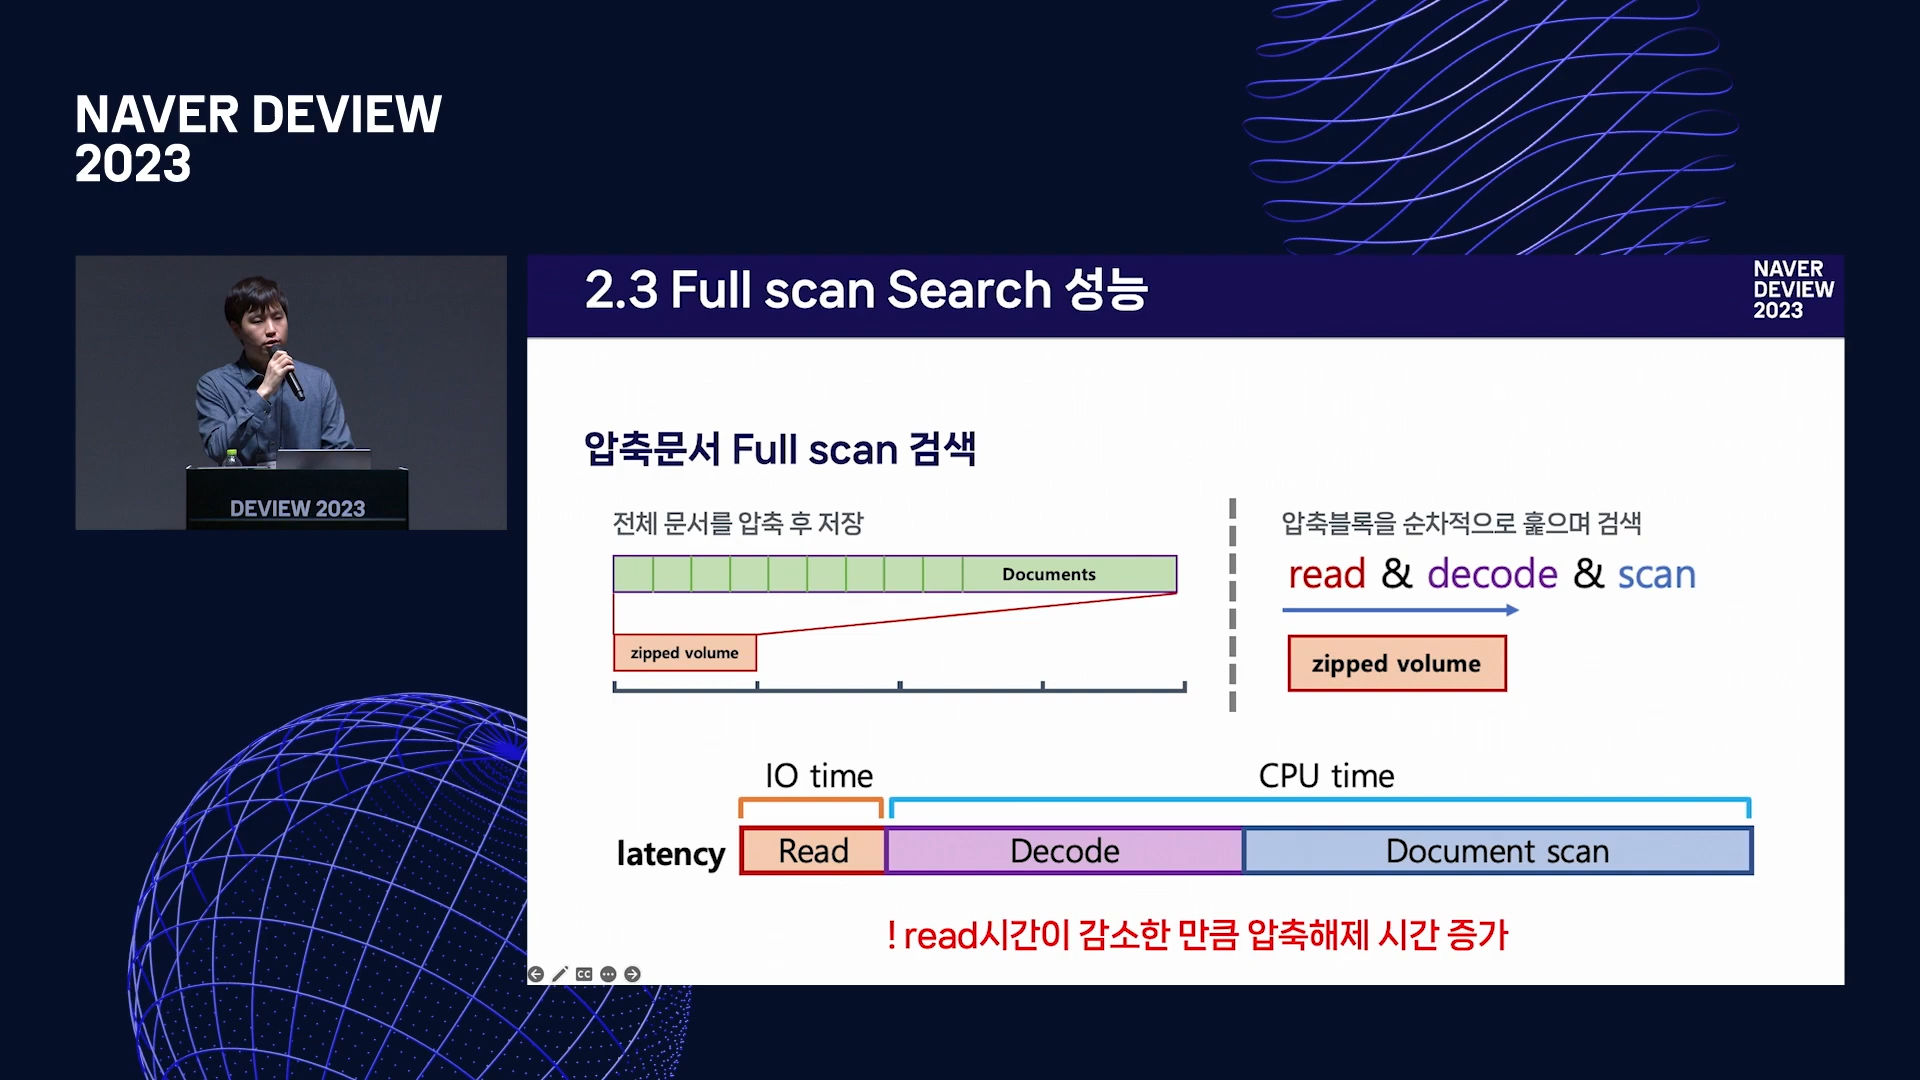 NAVER DEVIEW
2023
DEVIEW 2023
2.3 Full scan Search 성능
NAVER
DEVIEW
2023
압축문서 Full scan 검색
전체 문서를 압축 후 저장
Documents
zipped volume
압축블록을 순차적으로 훑으며 검색
read & decode & scan
zipped volume
IO time
CPU time
latency
Read
Decode
Document scan
! read시간이 감소한 만큼 압축해제 시간 증가
CC